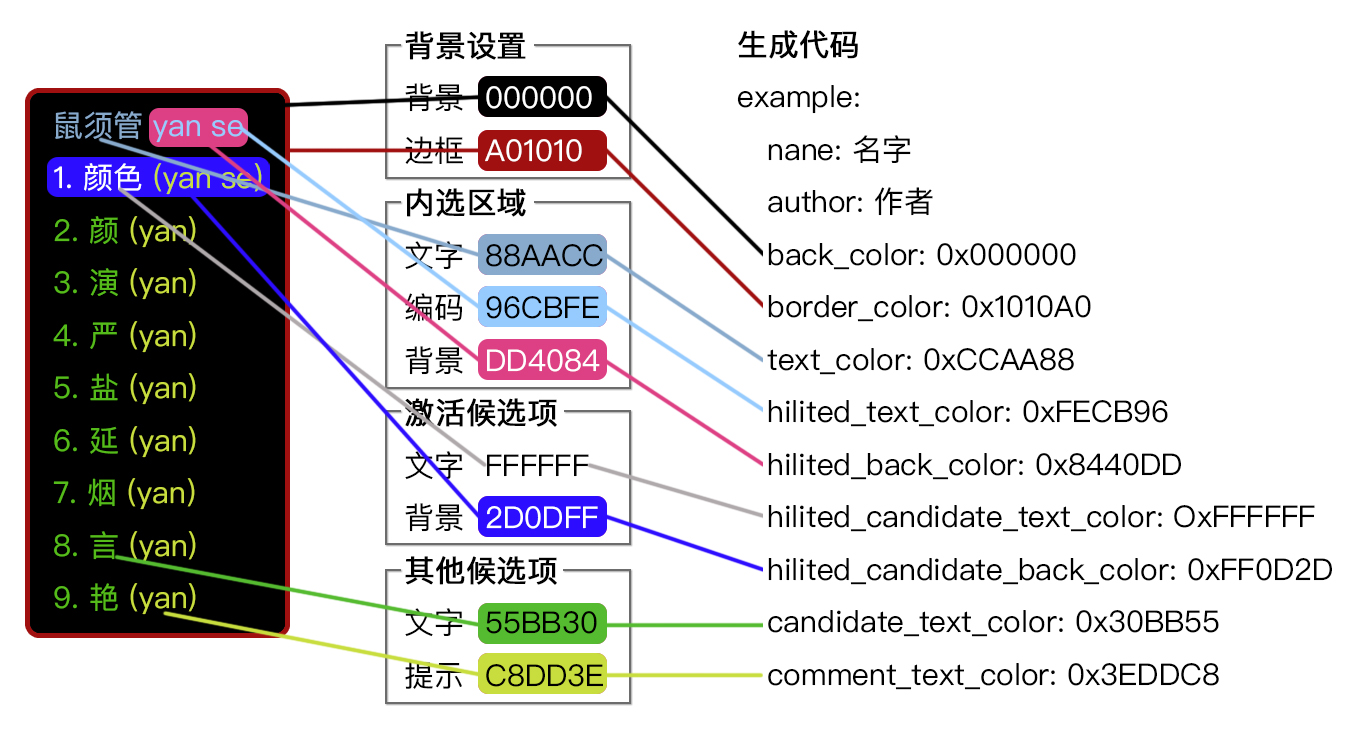 鼠须管 yan se
1. 颜色 (yan se)
2. 颜 (yan)
3. 演 (yan)
4. 严 (yan)
5. 盐 (yan)
6. 延 (yan)
7. 烟 (yan)
8. 言 (yan)
9. 艳 (yan)
背景设置
背景 000000
边框 A01010
内选区域
文字 88AACC
编码 96CBFE
背景 DD4084
激活候选项
文字 FFFFFF
背景 2D0DFF
其他候选项
文字 55BB30
提示 C8DD3E
生成代码
example:
nane: 名字
author: 作者
back_color: 0x000000
border_color: 0x1010A0
text_color: 0xCCAA88
hilited_text_color: 0xFECB96
hilited_back_color: 0x8440DD
hilited_candidate_text_color: OxFFFFFF
hilited_candidate_back_color: 0xFF0D2D
candidate_text_color: 0x30BB55
comment_text_color: 0x3EDDC8